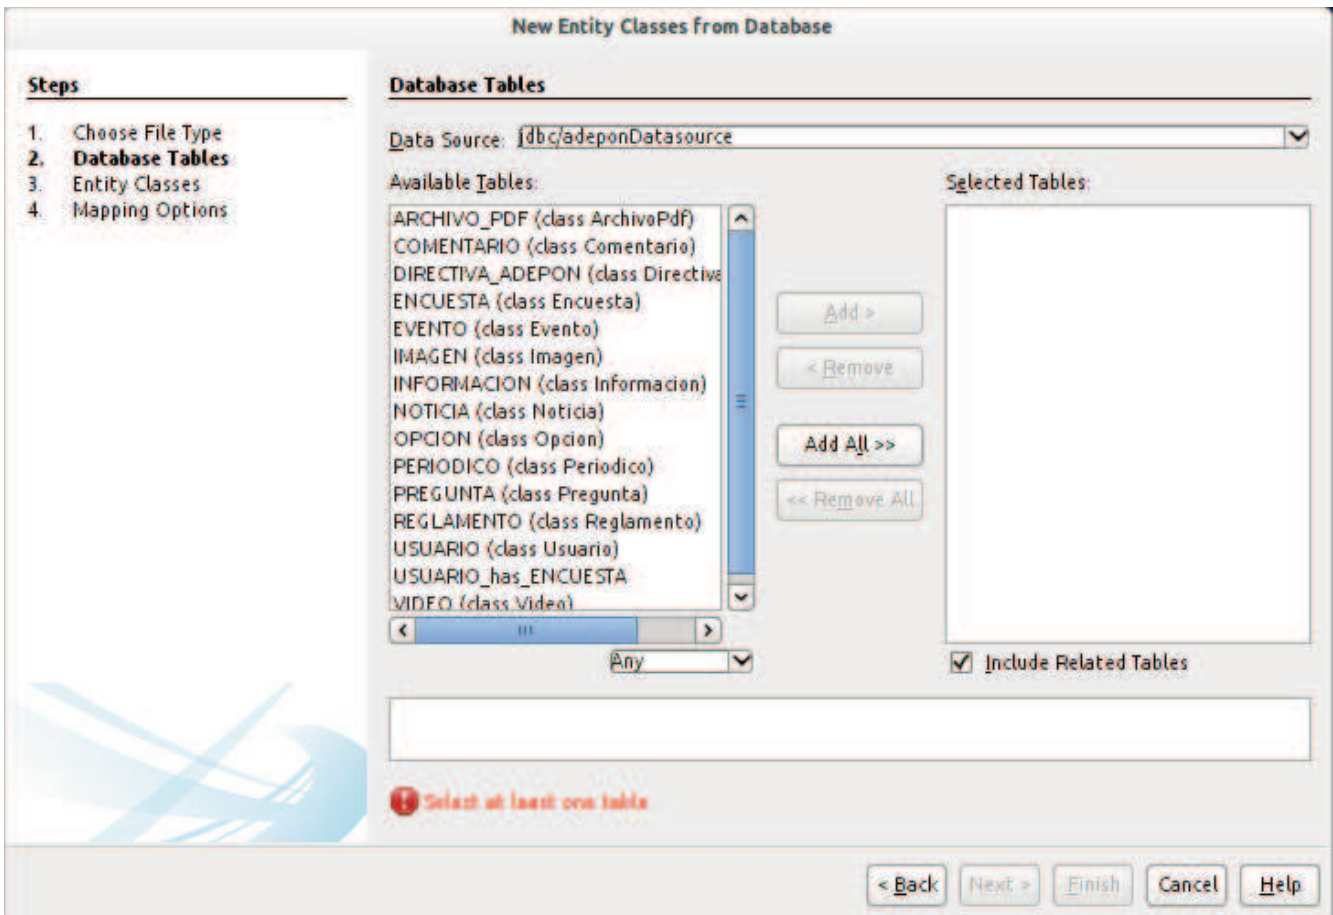 New Entity Classes from Database
Steps
1. Choose File Type
2. Database Tables
3. Entity Classes
4. Mapping Options
Database Tables
Data Source: jdbc/adeponDatasource
Available Tables:
ARCHIVO_PDF (class ArchivoPdf)
COMENTARIO (class Comentario)
DIRECTIVA_ADEPON (class Directiva
ENCUESTA (class Encuesta)
EVENTO (class Evento)
IMAGEN (class Imagen)
INFORMACION (class Informacion)
NOTICIA (class Noticia)
OPCION (class Opcion)
PERIODICO (class Periodico)
PREGUNTA (class Pregunta)
REGLAMENTO (class Reglamento)
USUARIO (class Usuario)
USUARIO_has_ENCUESTA
VIDEO (class Video)
Any
Add >
< Remove
Add All >>
<< Remove All
Selected Tables:
Include Related Tables
Select at least one table
< Back Next > Finish Cancel Help